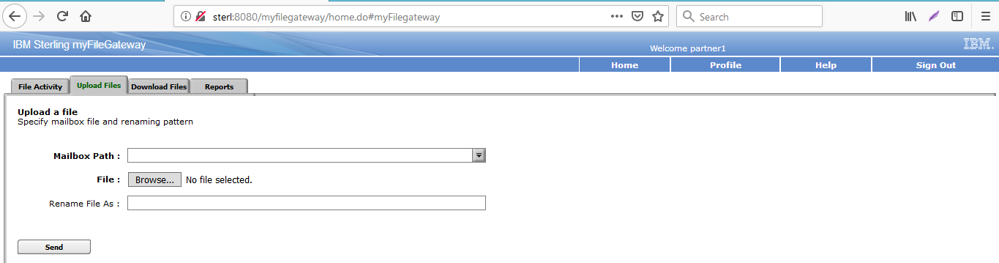 sterl:8080/myfilegateway/home.do#myFilegateway
Search
IBM Sterling myFileGateway
Welcome partner1
IBM
Home Profile Help Sign Out
File Activity Upload Files Download Files Reports
Upload a file
Specify mailbox file and renaming pattern
Mailbox Path :
File : Browse... No file selected.
Rename File As :
Send